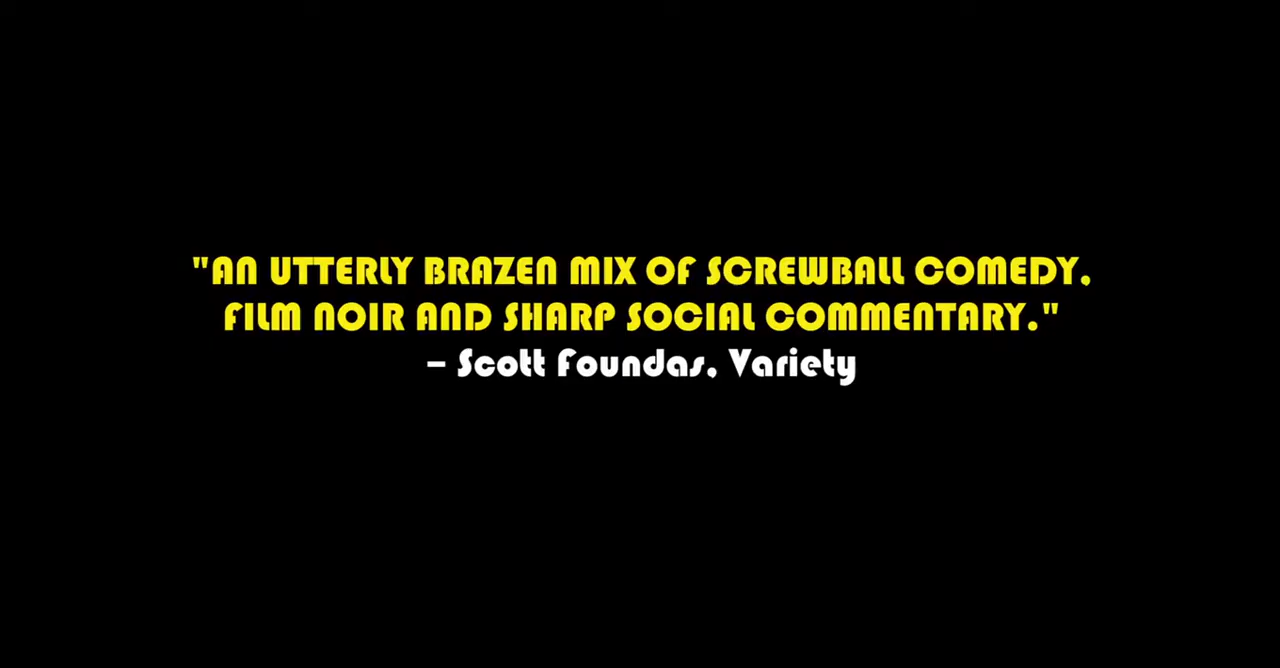 "AN UTTERLY BRAZEN MIX OF SCREWBALL COMEDY,
FILM NOIR AND SHARP SOCIAL COMMENTARY."
– Scott Foundas, Variety